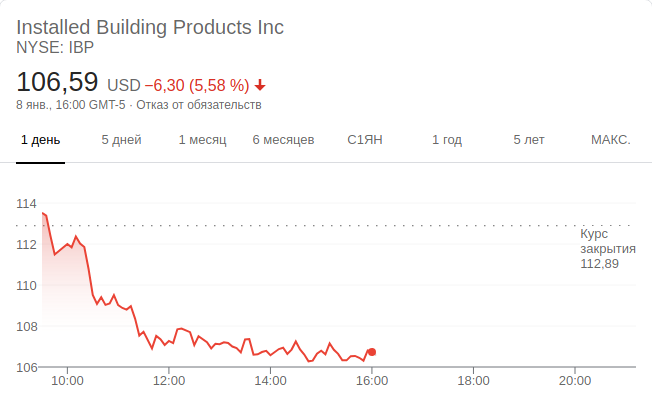 Installed Building Products Inc
NYSE: IBP
106,59 USD −6,30 (5,58 %)
8 янв., 16:00 GMT-5 · Отказ от обязательств
1 день 5 дней 1 месяц 6 месяцев С1ЯН 1 год 5 лет МАКС.
114
112
110
108
106
Курс
закрытия
112,89
10:00 12:00 14:00 16:00 18:00 20:00